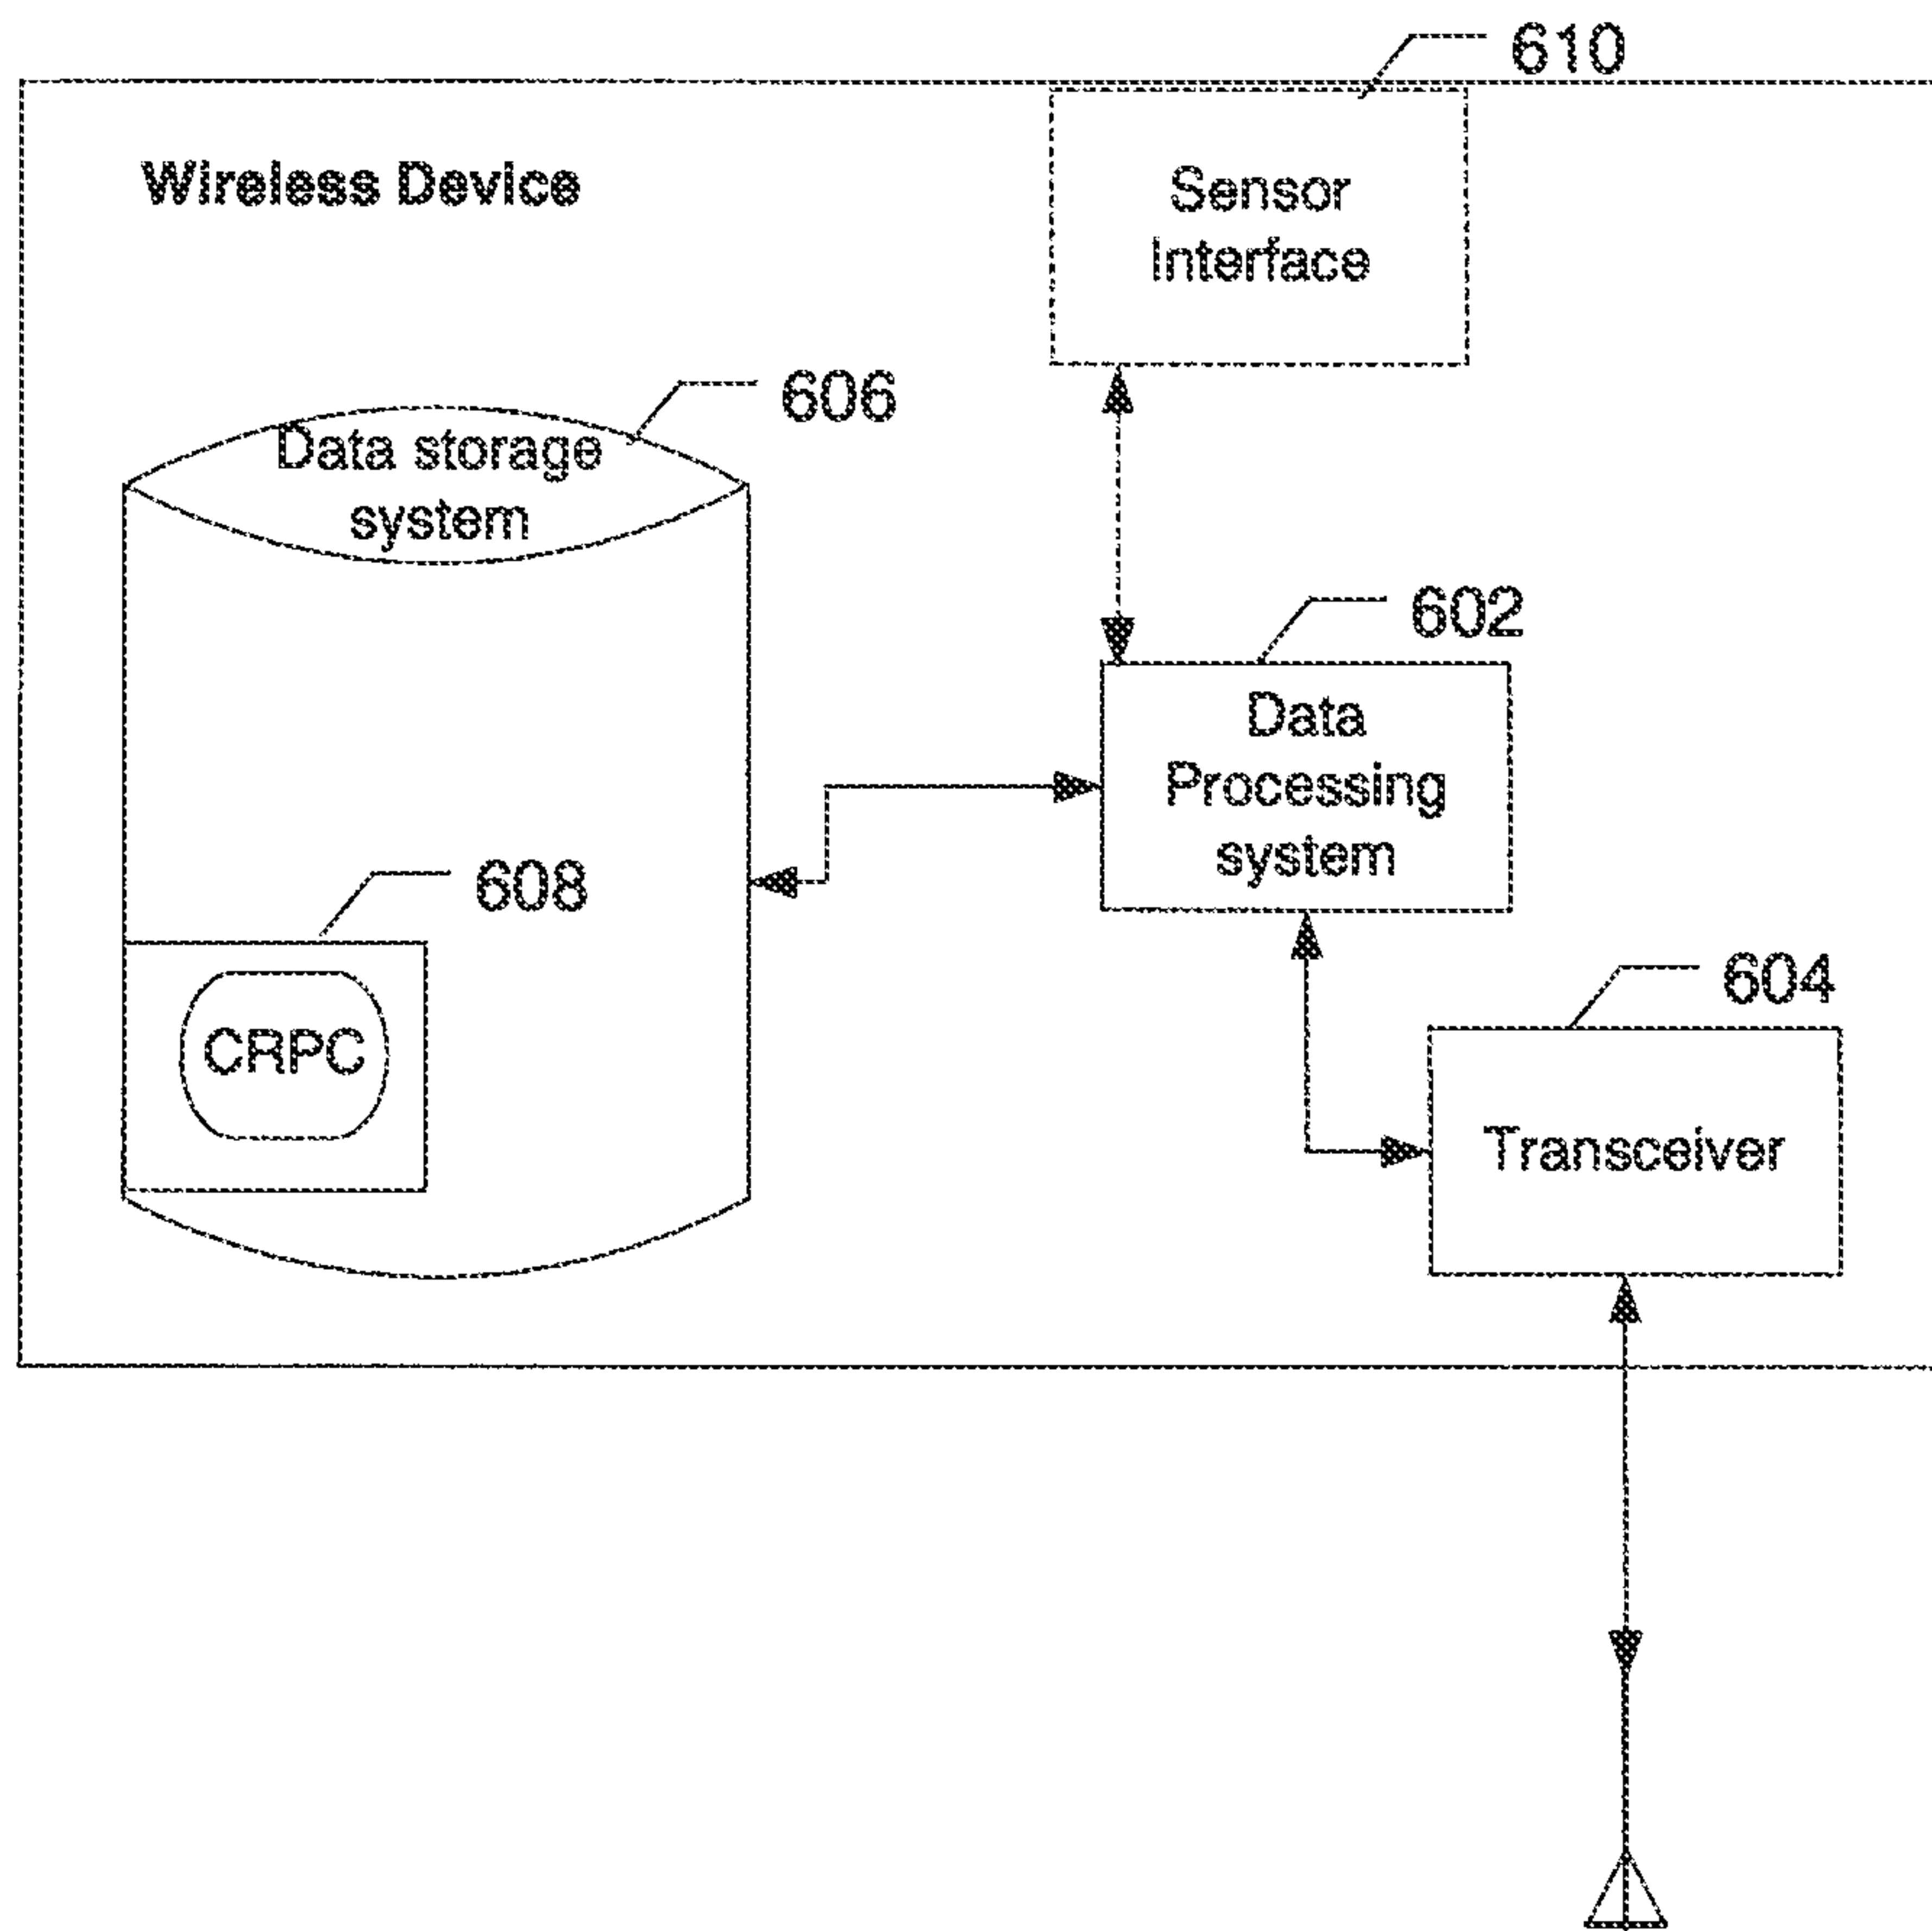 610
Wireless Device
Sensor
Interface
606
Data storage
system
602
Data
Processing
system
608
CRPC
604
Transceiver